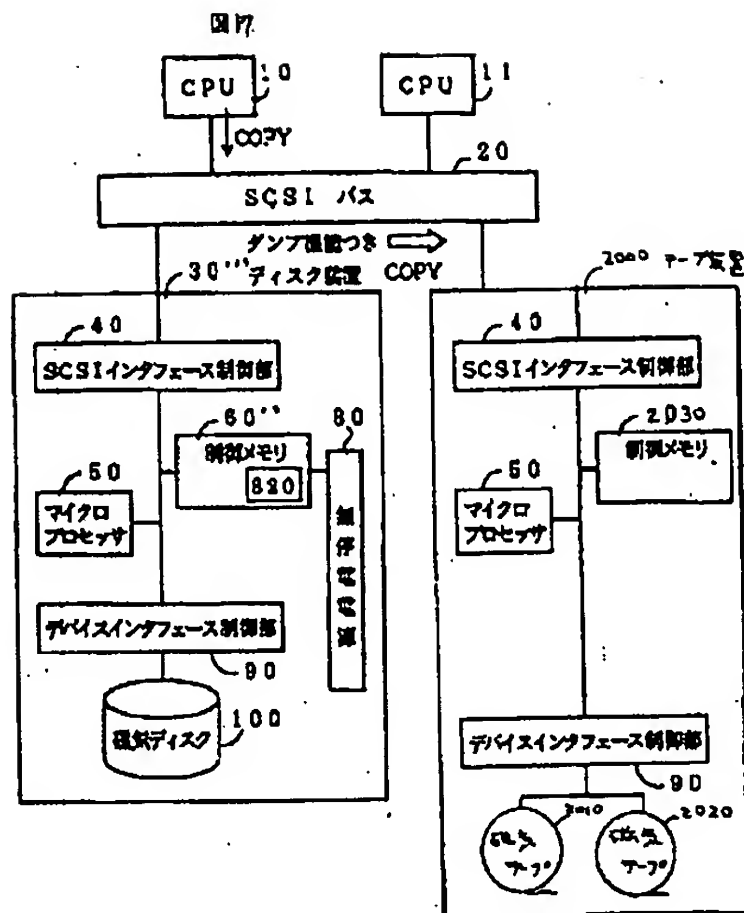 図17
CPU
10
CPU
11
COPY
20
SCSI バス
ダンプ機能つき
COPY
30'''
ディスク装置
2000 テープ装置
40
SCSIインタフェース制御部
60''
制御メモリ
820
80
無停電電源
50
マイクロ
プロセッサ
デバイスインタフェース制御部
90
磁気ディスク
100
40
SCSIインタフェース制御部
2030
制御メモリ
50
マイクロ
プロセッサ
デバイスインタフェース制御部
90
2010
磁気
テープ
2020
磁気
テープ